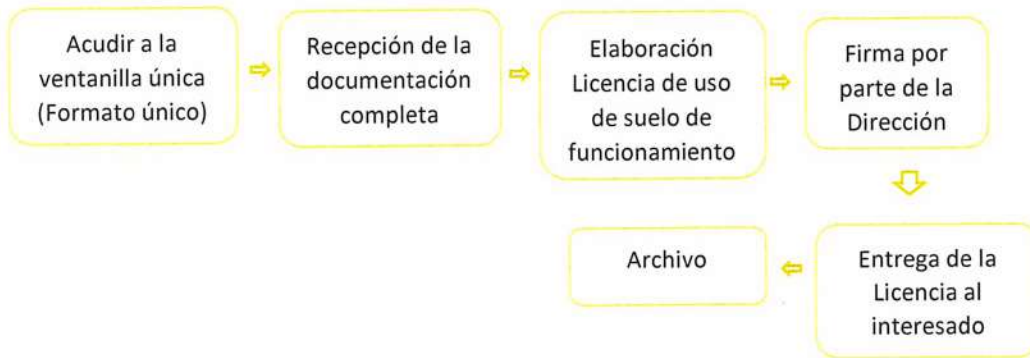 Acudir a la
ventanilla única
(Formato único)
Recepción de la
documentación
completa
Elaboración
Licencia de uso
de suelo de
funcionamiento
Firma por
parte de la
Dirección
Entrega de la
Licencia al
interesado
Archivo